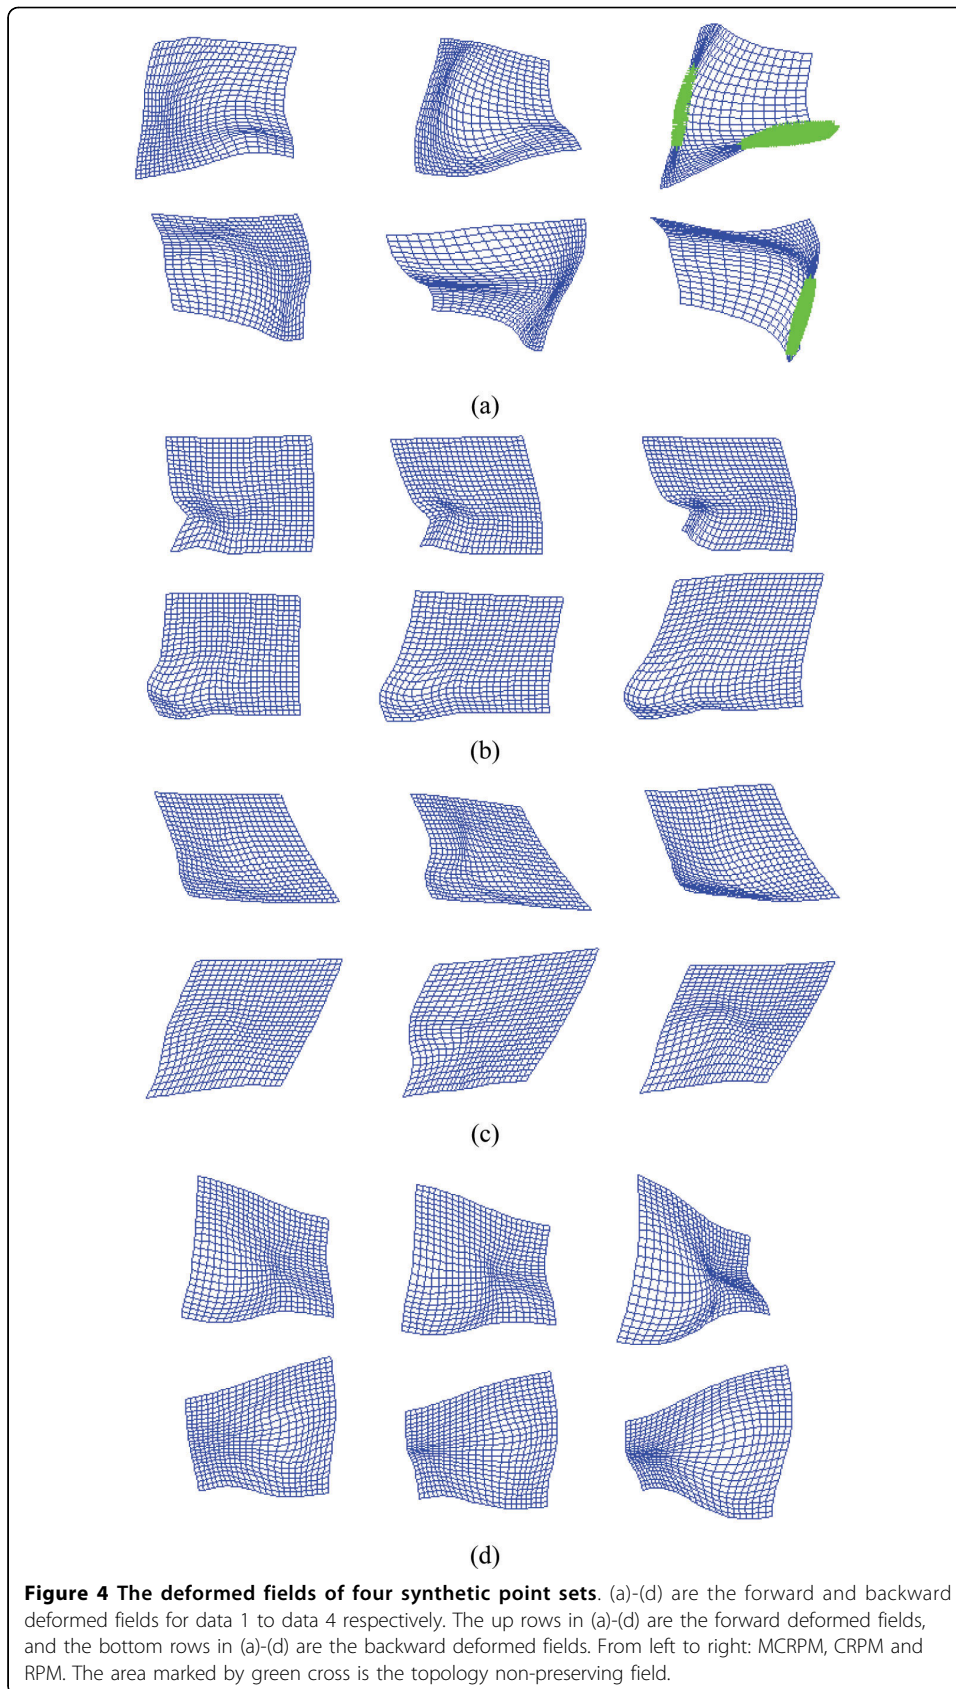 (a)
(b)
(c)
(d)
Figure 4 The deformed fields of four synthetic point sets. (a)-(d) are the forward and backward
deformed fields for data 1 to data 4 respectively. The up rows in (a)-(d) are the forward deformed fields,
and the bottom rows in (a)-(d) are the backward deformed fields. From left to right: MCRPM, CRPM and
RPM. The area marked by green cross is the topology non-preserving field.